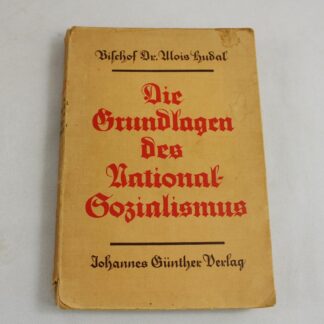 Bischof Dr. Alois Hudal
Die
Grundlagen
des
National-
Sozialismus
Johannes Günther Verlag